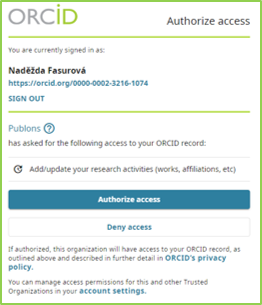 ORCiD
Authorize access
You are currently signed in as:
Naděžda Fasurová
https://orcid.org/0000-0002-3216-1074
SIGN OUT
Publons ?
has asked for the following access to your ORCID record:
Add/update your research activities (works, affiliations, etc)
Authorize access
Deny access
If authorized, this organization will have access to your ORCID record, as
outlined above and described in further detail in ORCID's privacy
policy.
You can manage access permissions for this and other Trusted
Organizations in your account settings.